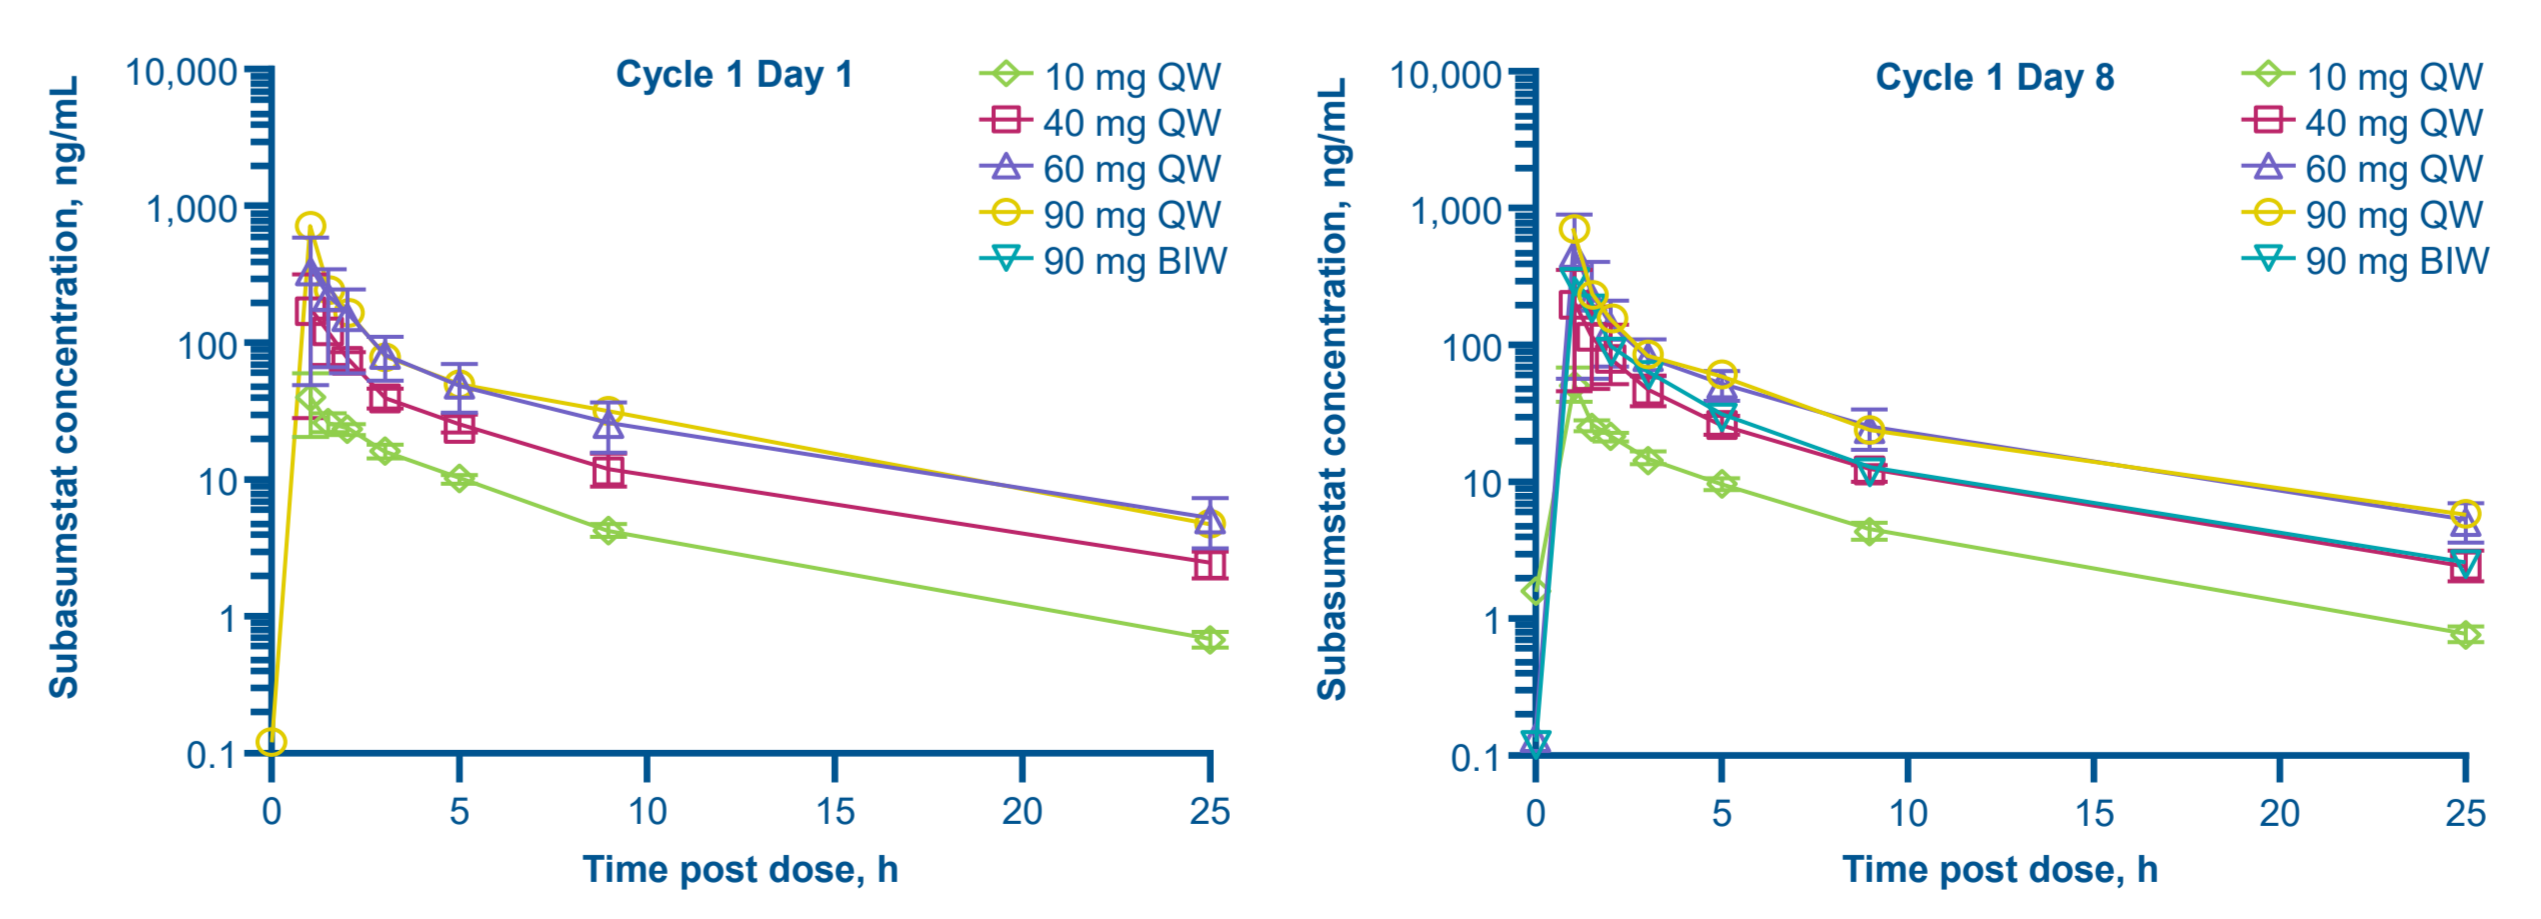 Cycle 1 Day 1
Subasumstat concentration, ng/mL
10,000
1,000
100
10
1
0.1
0
5
10
15
20
25
Time post dose, h
10 mg QW
40 mg QW
60 mg QW
90 mg QW
90 mg BIW
Cycle 1 Day 8
Subasumstat concentration, ng/mL
10,000
1,000
100
10
1
0.1
0
5
10
15
20
25
Time post dose, h
10 mg QW
40 mg QW
60 mg QW
90 mg QW
90 mg BIW